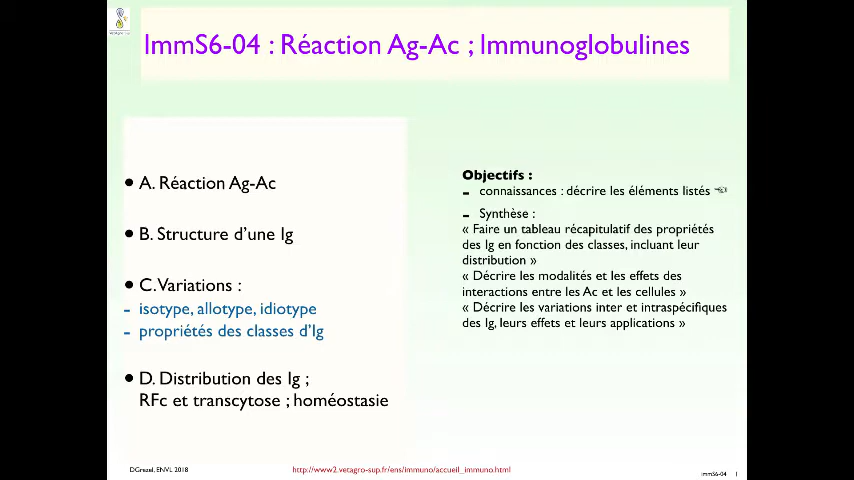 ImmS6-04 : Réaction Ag-Ac ; Immunoglobulines
• A. Réaction Ag-Ac
• B. Structure d'une Ig
• C. Variations :
- isotype, allotype, idiotype
- propriétés des classes d'Ig
• D. Distribution des Ig ;
RFc et transcytose ; homéostasie
Objectifs :
- connaissances : décrire les éléments listés ☜
- Synthèse :
« Faire un tableau récapitulatif des propriétés
des Ig en fonction des classes, incluant leur
distribution »
« Décrire les modalités et les effets des
interactions entre les Ac et les cellules »
« Décrire les variations inter et intraspécifiques
des Ig, leurs effets et leurs applications »
DGrezel, ENVL 2018
http://www2.vetagro-sup.fr/ens/immuno/accueil_immuno.html
ImmS6-04 1